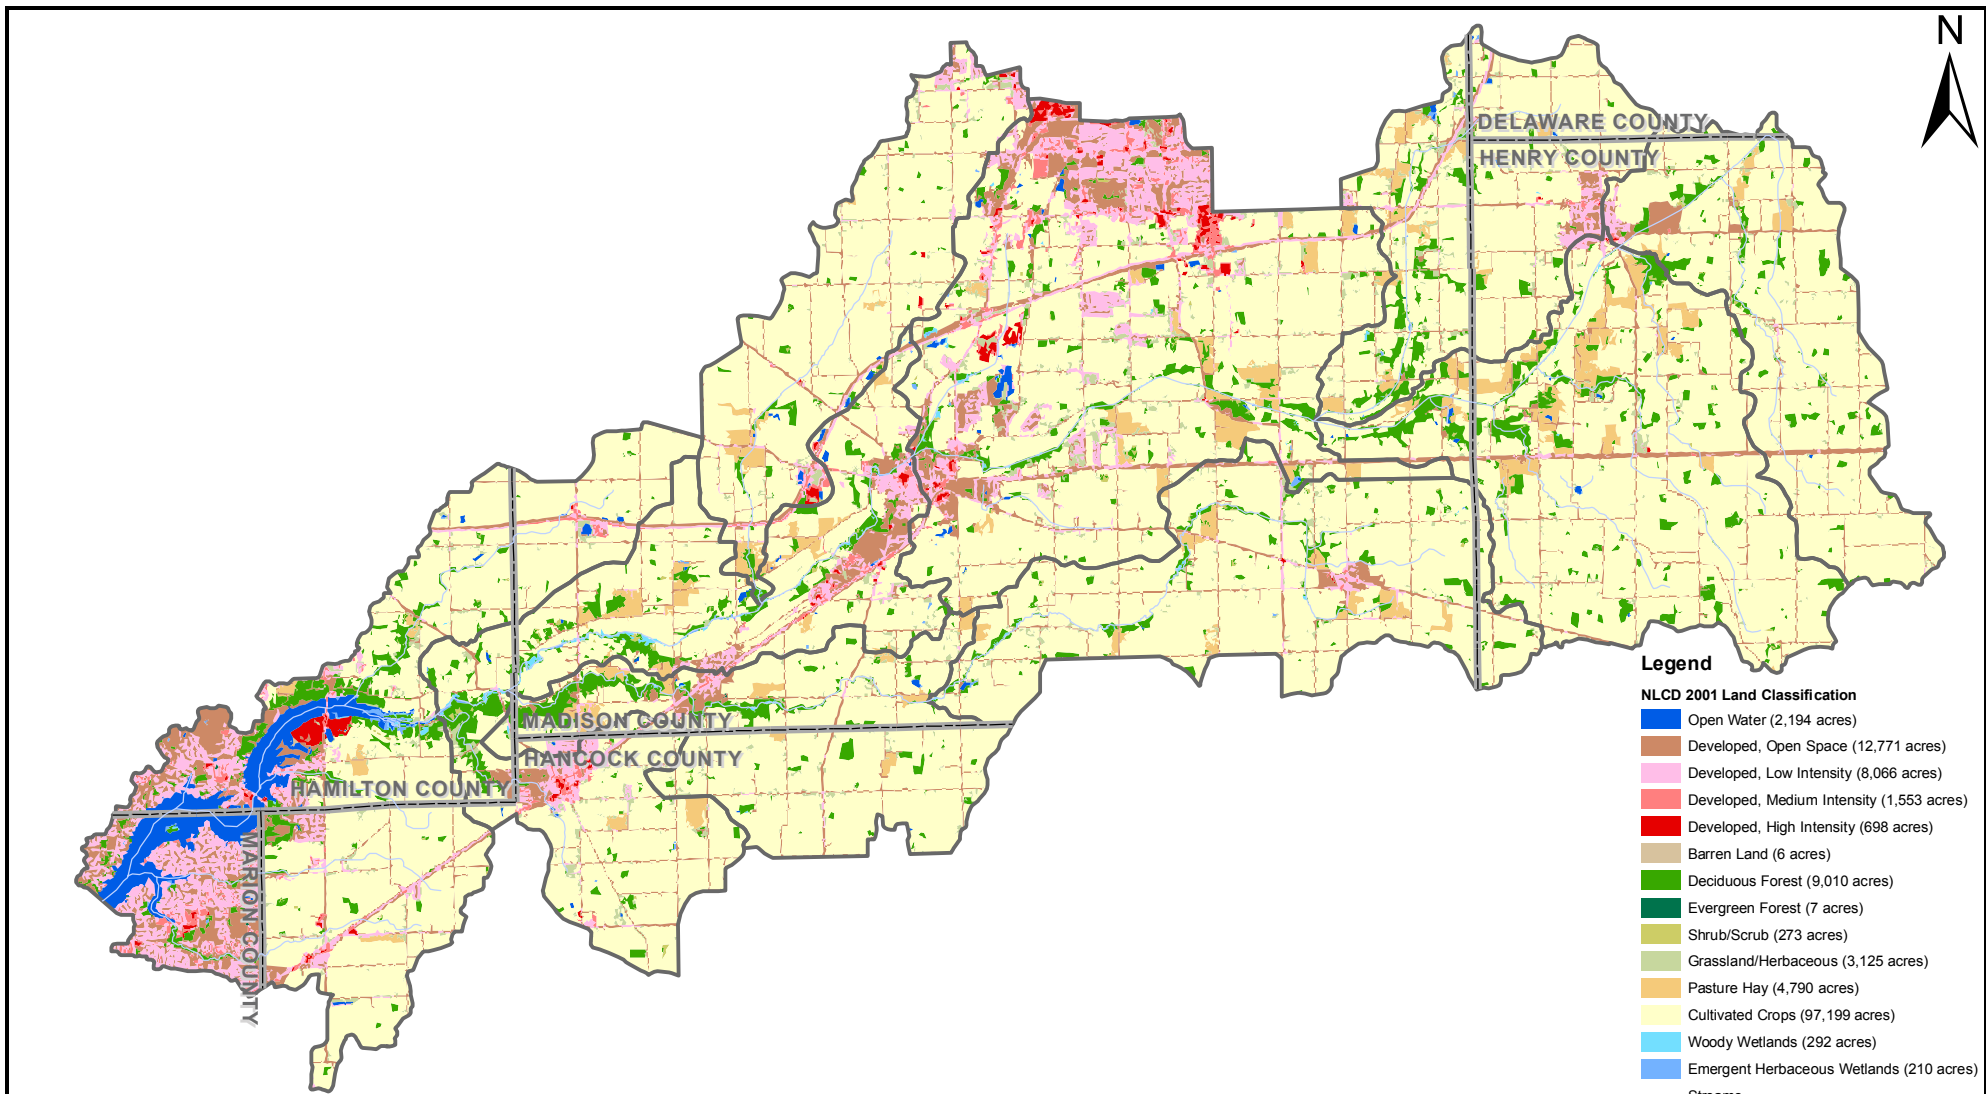 N
DELAWARE COUNTY
HENRY COUNTY
MADISON COUNTY
HANCOCK COUNTY
HAMILTON COUNTY
MARION COUNTY
Legend
NLCD 2001 Land Classification
Open Water (2,194 acres)
Developed, Open Space (12,771 acres)
Developed, Low Intensity (8,066 acres)
Developed, Medium Intensity (1,553 acres)
Developed, High Intensity (698 acres)
Barren Land (6 acres)
Deciduous Forest (9,010 acres)
Evergreen Forest (7 acres)
Shrub/Scrub (273 acres)
Grassland/Herbaceous (3,125 acres)
Pasture Hay (4,790 acres)
Cultivated Crops (97,199 acres)
Woody Wetlands (292 acres)
Emergent Herbaceous Wetlands (210 acres)
Streams